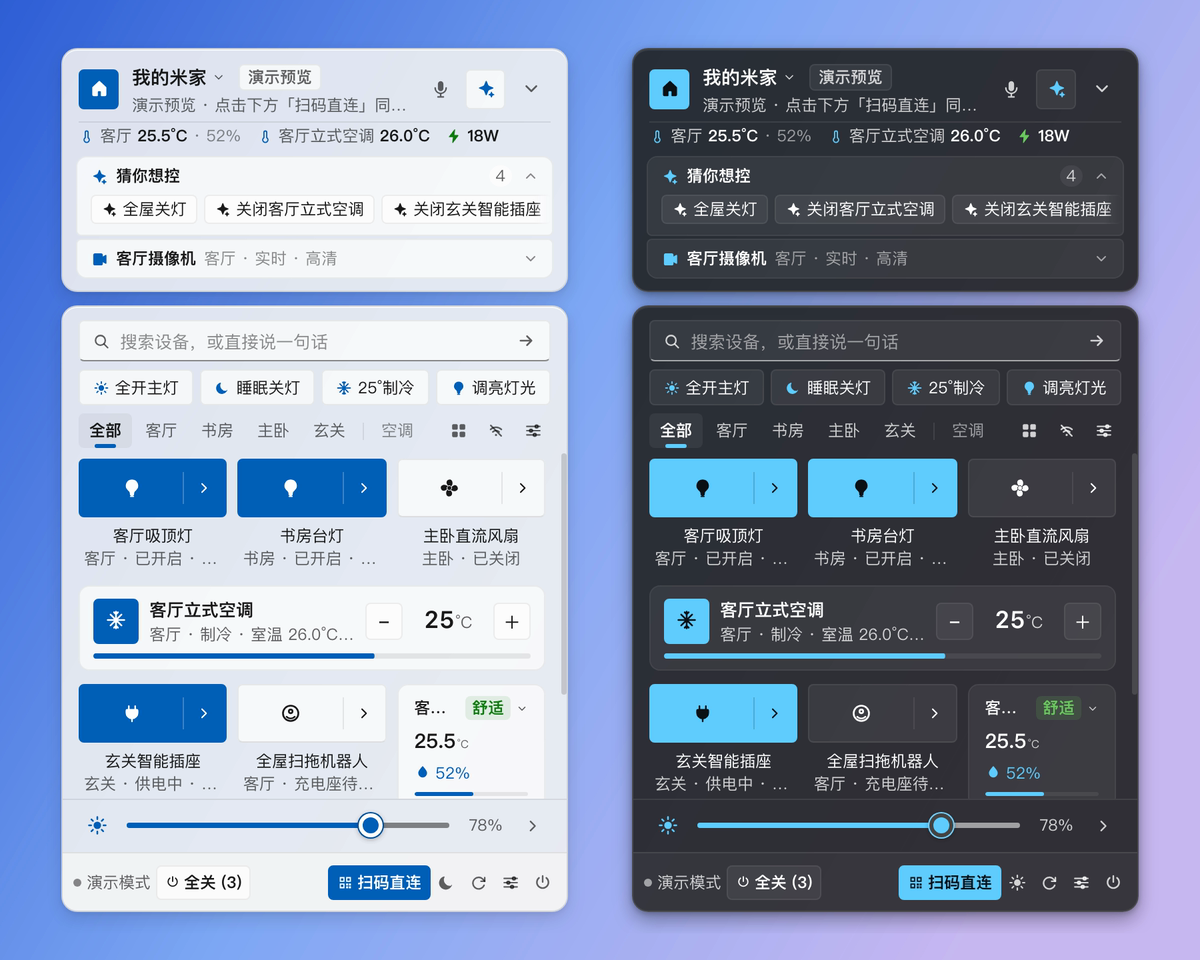 我的米家
演示预览
演示预览 · 点击下方「扫码直连」同...
客厅 25.5°C · 52% 客厅立式空调 26.0°C 18W
猜你想控 4
全屋关灯 关闭客厅立式空调 关闭玄关智能插座
客厅摄像机 客厅 · 实时 · 高清
搜索设备，或直接说一句话
全开主灯 睡眠关灯 25°制冷 调亮灯光
全部 客厅 书房 主卧 玄关 空调
客厅吸顶灯 书房台灯 主卧直流风扇
客厅 · 已开启 · ... 书房 · 已开启 · ... 主卧 · 已关闭
客厅立式空调
客厅 · 制冷 · 室温 26.0°C...
− 25°C +
客... 舒适
25.5°C
52%
玄关智能插座 全屋扫拖机器人
玄关 · 供电中 · ... 客厅 · 充电座待...
78%
演示模式 全关 (3) 扫码直连
我的米家
演示预览
演示预览 · 点击下方「扫码直连」同...
客厅 25.5°C · 52% 客厅立式空调 26.0°C 18W
猜你想控 4
全屋关灯 关闭客厅立式空调 关闭玄关智能插座
客厅摄像机 客厅 · 实时 · 高清
搜索设备，或直接说一句话
全开主灯 睡眠关灯 25°制冷 调亮灯光
全部 客厅 书房 主卧 玄关 空调
客厅吸顶灯 书房台灯 主卧直流风扇
客厅 · 已开启 · ... 书房 · 已开启 · ... 主卧 · 已关闭
客厅立式空调
客厅 · 制冷 · 室温 26.0°C...
− 25°C +
客... 舒适
25.5°C
52%
玄关智能插座 全屋扫拖机器人
玄关 · 供电中 · ... 客厅 · 充电座待...
78%
演示模式 全关 (3) 扫码直连